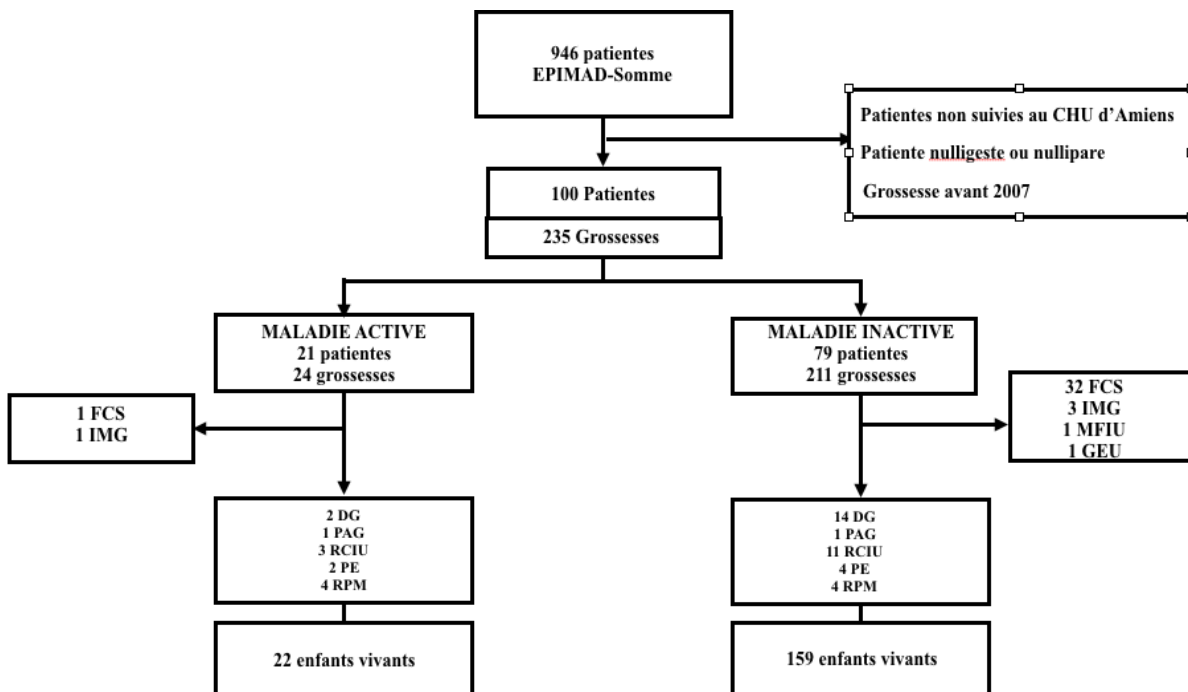 946 patientes
EPIMAD-Somme
Patientes non suivies au CHU d’Amiens
Patiente nulligeste ou nullipare
Grossesse avant 2007
100 Patientes
235 Grossesses
MALADIE ACTIVE
21 patientes
24 grossesses
MALADIE INACTIVE
79 patientes
211 grossesses
1 FCS
1 IMG
32 FCS
3 IMG
1 MFIU
1 GEU
2 DG
1 PAG
3 RCIU
2 PE
4 RPM
14 DG
1 PAG
11 RCIU
4 PE
4 RPM
22 enfants vivants
159 enfants vivants